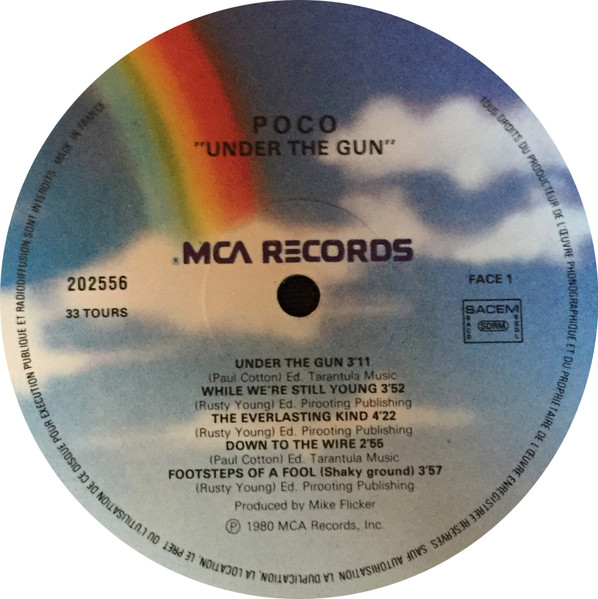 POCO
"UNDER THE GUN"
®MCA RECORDS
202556
33 TOURS
FACE 1
SACEM
SACD SDRM SGDL
UNDER THE GUN 3'11
(Paul Cotton) Ed. Tarantula Music
WHILE WE'RE STILL YOUNG 3'52
(Rusty Young) Ed. Pirooting Publishing
THE EVERLASTING KIND 4'22
(Rusty Young) Ed. Pirooting Publishing
DOWN TO THE WIRE 2'55
(Paul Cotton) Ed. Tarantula Music
FOOTSTEPS OF A FOOL (Shaky ground) 3'57
(Rusty Young) Ed. Pirooting Publishing
Produced by Mike Flicker
℗ 1980 MCA Records, Inc.
TOUS DROITS DU PRODUCTEUR DE L'ŒUVRE PHONOGRAPHIQUE ET DU PROPRIETAIRE DE L'ŒUVRE ENREGISTREE RESERVES SAUF AUTORISATION, LA DUPLICATION, LA LOCATION, LE PRET OU L'UTILISATION DE CE DISQUE POUR EXECUTION PUBLIQUE ET RADIODIFFUSION SONT INTERDITS. MADE IN FRANCE